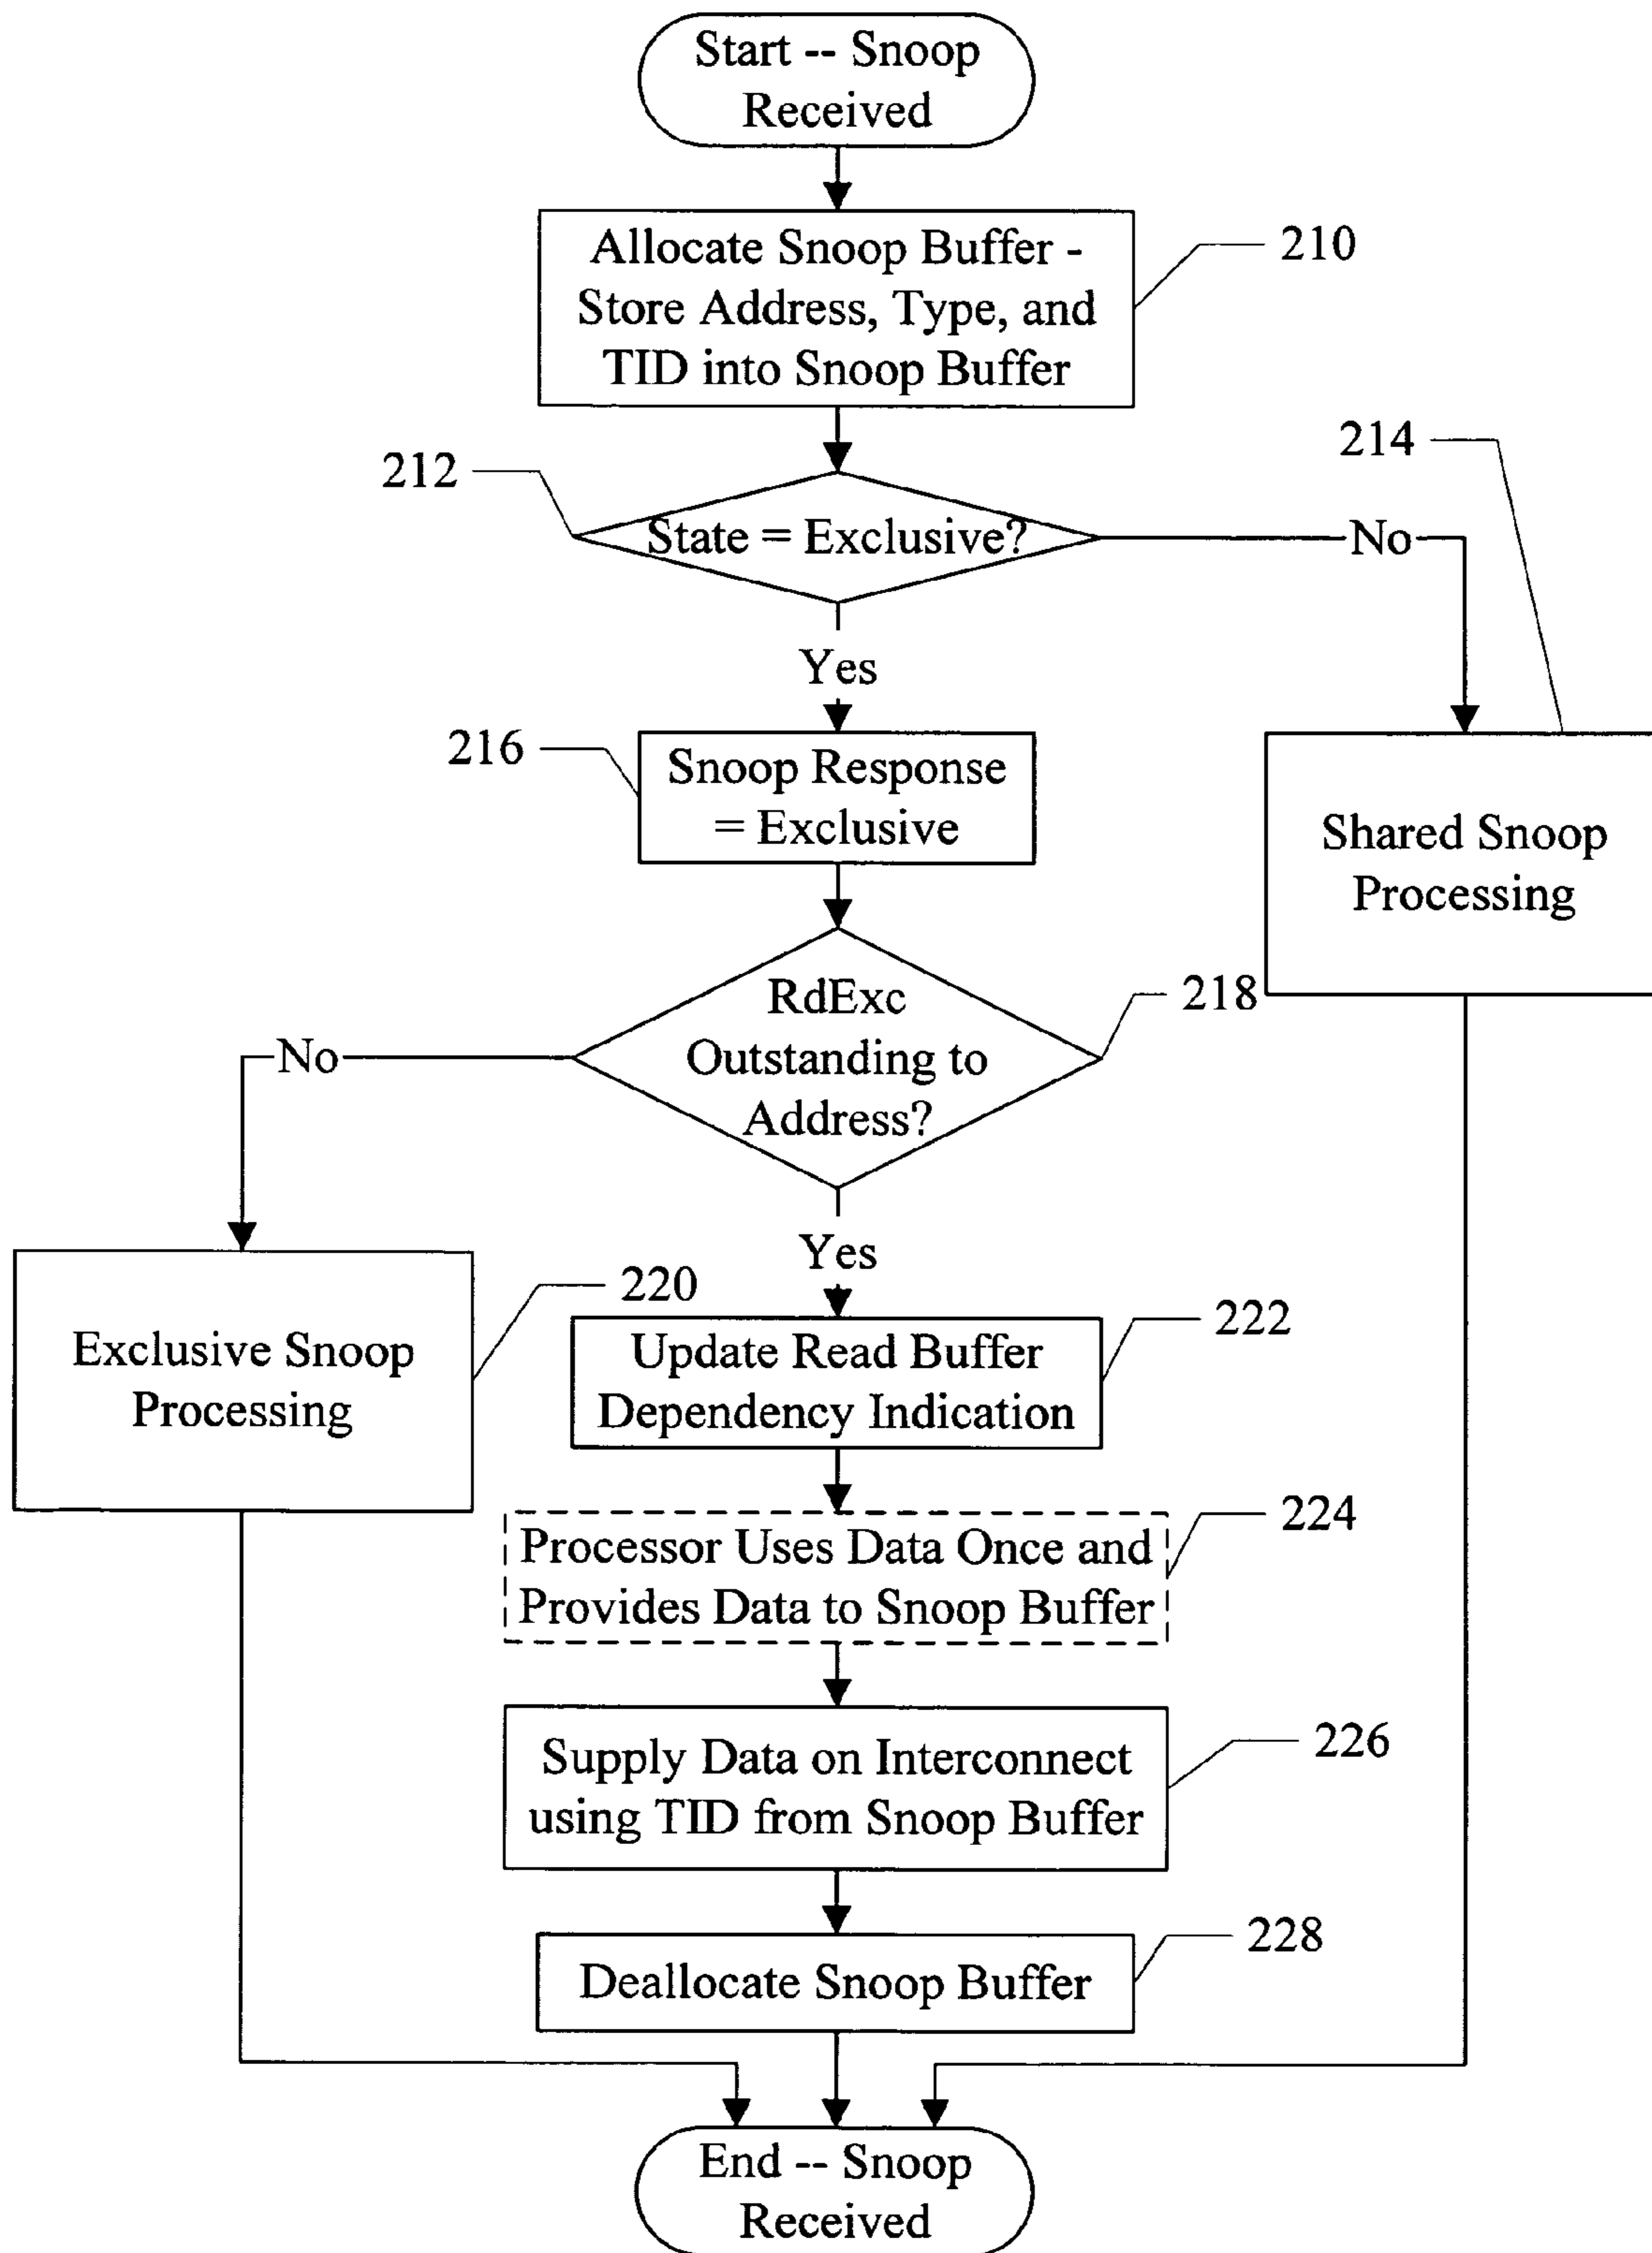 Start -- Snoop
Received
Allocate Snoop Buffer -
Store Address, Type, and
TID into Snoop Buffer
210
214
212
State = Exclusive?
No
Yes
216
Snoop Response
= Exclusive
Shared Snoop
Processing
RdExc
Outstanding to
Address?
218
No
Yes
220
Exclusive Snoop
Processing
222
Update Read Buffer
Dependency Indication
224
Processor Uses Data Once and
Provides Data to Snoop Buffer
226
Supply Data on Interconnect
using TID from Snoop Buffer
228
Deallocate Snoop Buffer
End -- Snoop
Received